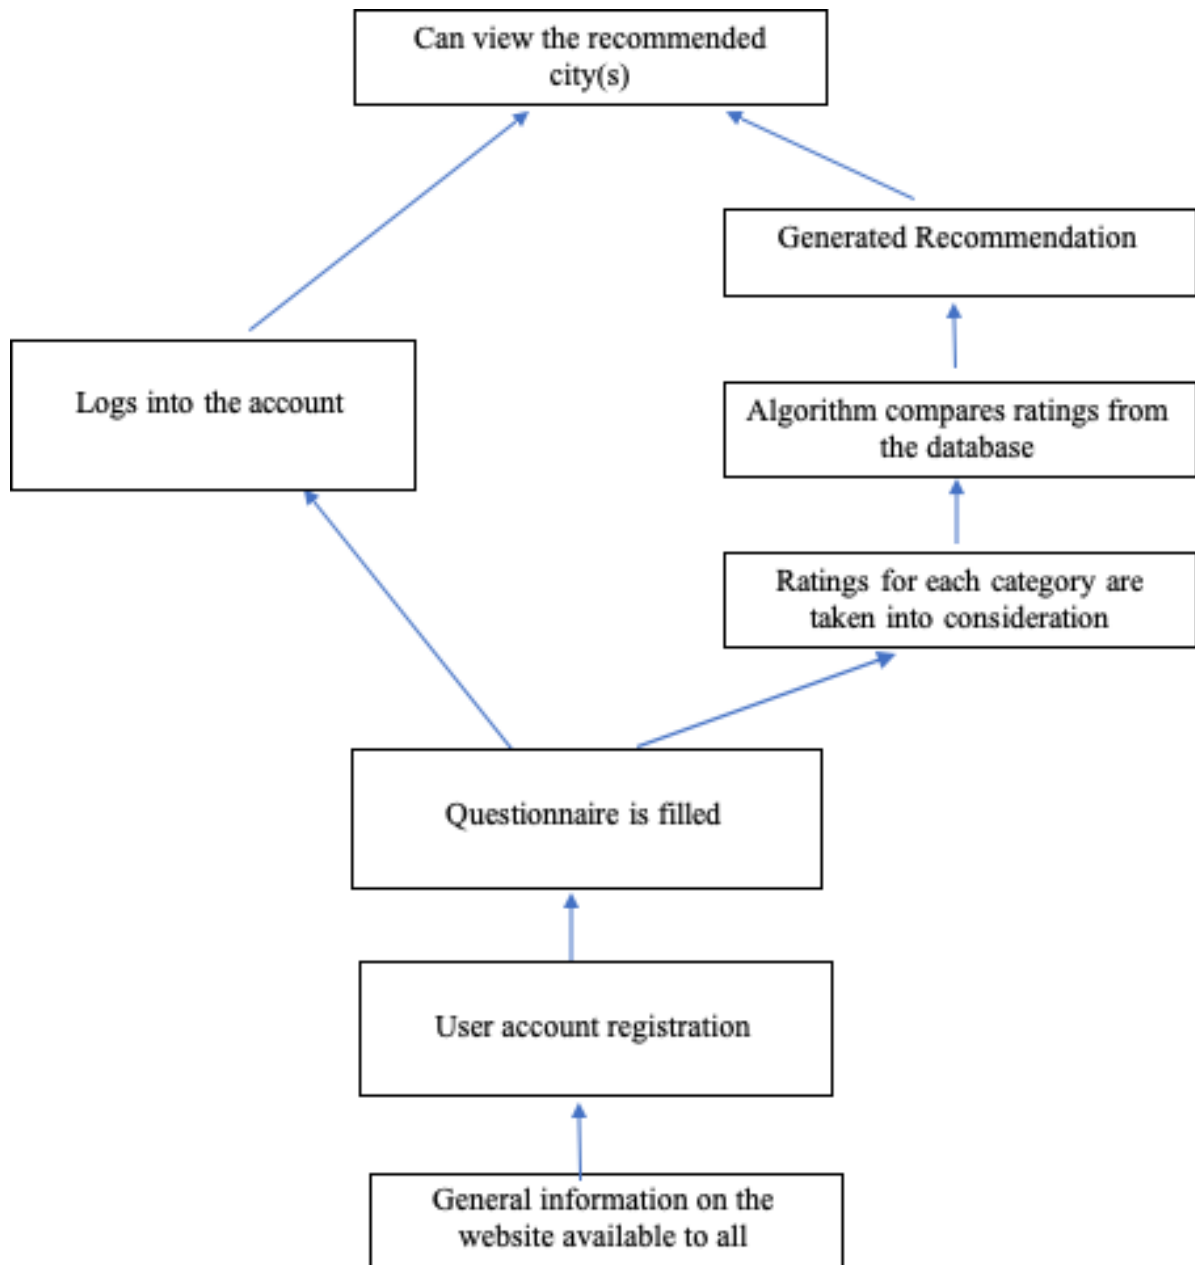 Can view the recommended
city(s)
Generated Recommendation
Logs into the account
Algorithm compares ratings from
the database
Ratings for each category are
taken into consideration
Questionnaire is filled
User account registration
General information on the
website available to all